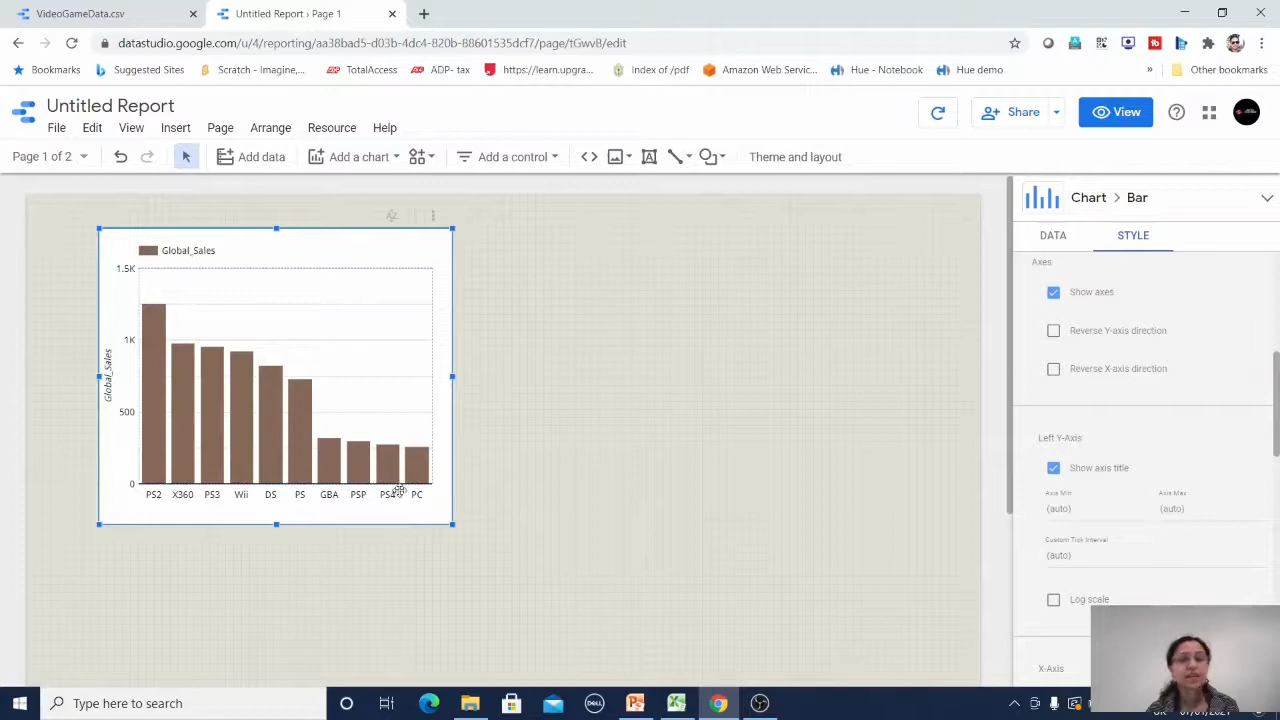 VideoGameData.csv
Untitled Report › Page 1
datastudio.google.com/u/4/reporting/aa38bad5-d03b-4dc4-820b-88601535dcf7/page/tGwvB/edit
Bookmarks
Suggested Sites
Scratch - Imagine,...
TotalAccess
ADP- tax
https://learn.upgra...
Index of /pdf
Amazon Web Servic...
Hue - Notebook
Hue demo
»
Other bookmarks
Untitled Report
Share
View
File Edit View Insert Page Arrange Resource Help
Page 1 of 2
Add data
Add a chart
Add a control
Theme and layout
Chart > Bar
DATA
STYLE
Global_Sales
1.5K
1K
500
0
Global_Sales
PS2 X360 PS3 Wii DS PS GBA PSP PS4 PC
Axes
Show axes
Reverse Y-axis direction
Reverse X-axis direction
Left Y-Axis
Show axis title
Axis Min Axis Max
(auto) (auto)
Custom Tick Interval
(auto)
Log scale
X-Axis
Type here to search
DELL